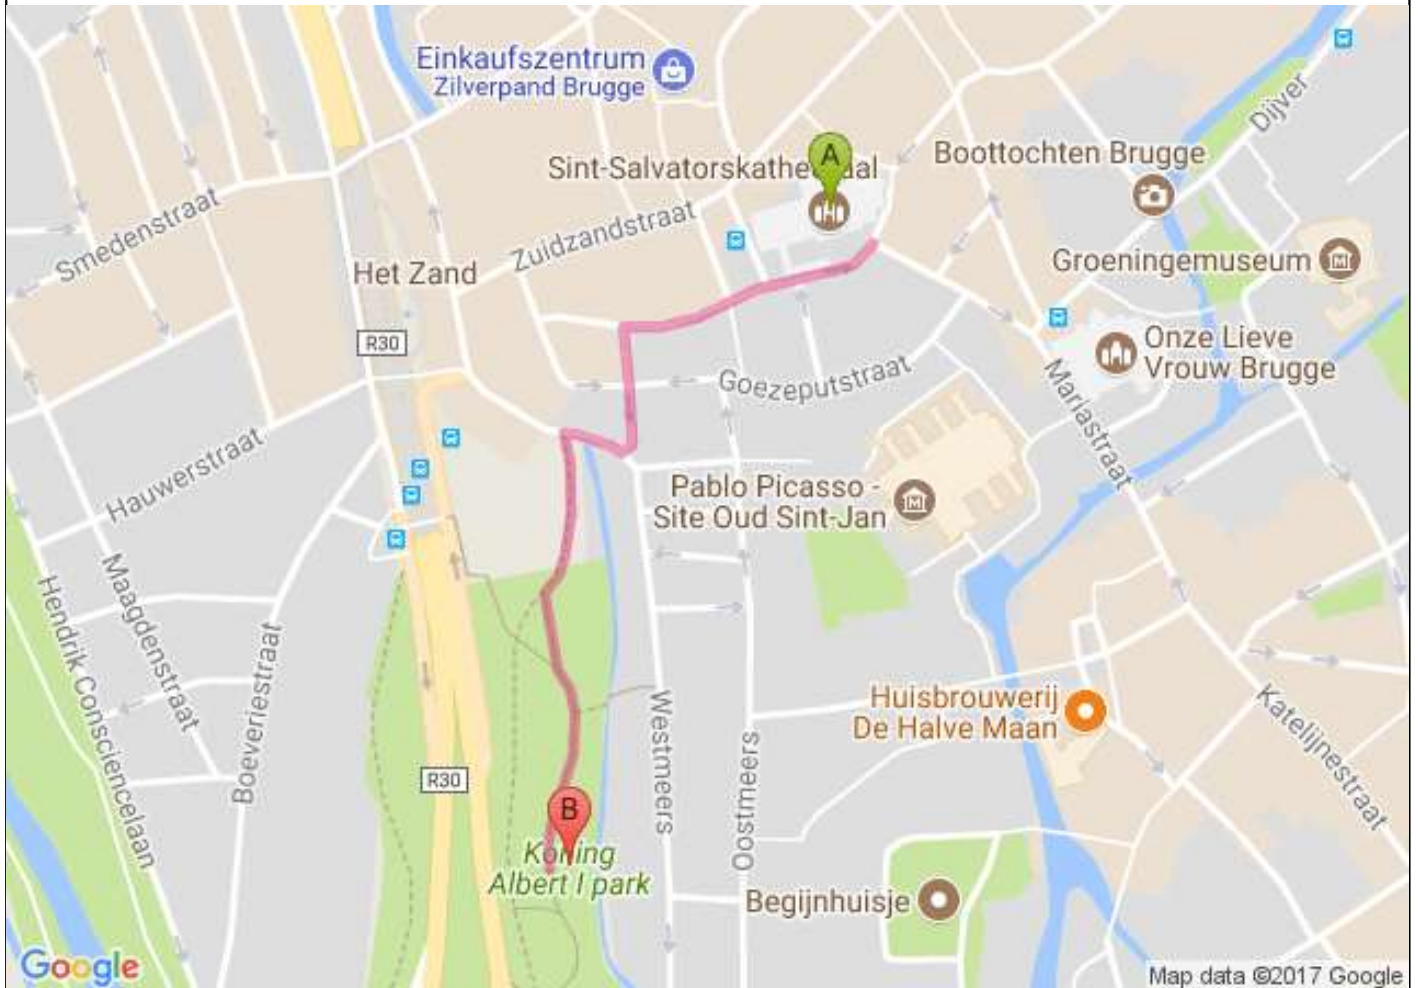 Einkaufszentrum
Zilverpand Brugge
Dijver
A
Boottochten Brugge
Sint-Salvatorskathedraal
Smedenstraat
Zuidzandstraat
Het Zand
Groeningemuseum
R30
Onze Lieve
Vrouw Brugge
Goezeputstraat
Mariastraat
Hauwerstraat
Pablo Picasso -
Site Oud Sint-Jan
Maagdenstraat
Hendrik Consciencelaan
Boeveriestraat
Westmeers
Oostmeers
Huisbrouwerij
De Halve Maan
Katelijnestraat
R30
B
Koning
Albert I park
Begijnhuisje
Google
Map data ©2017 Google